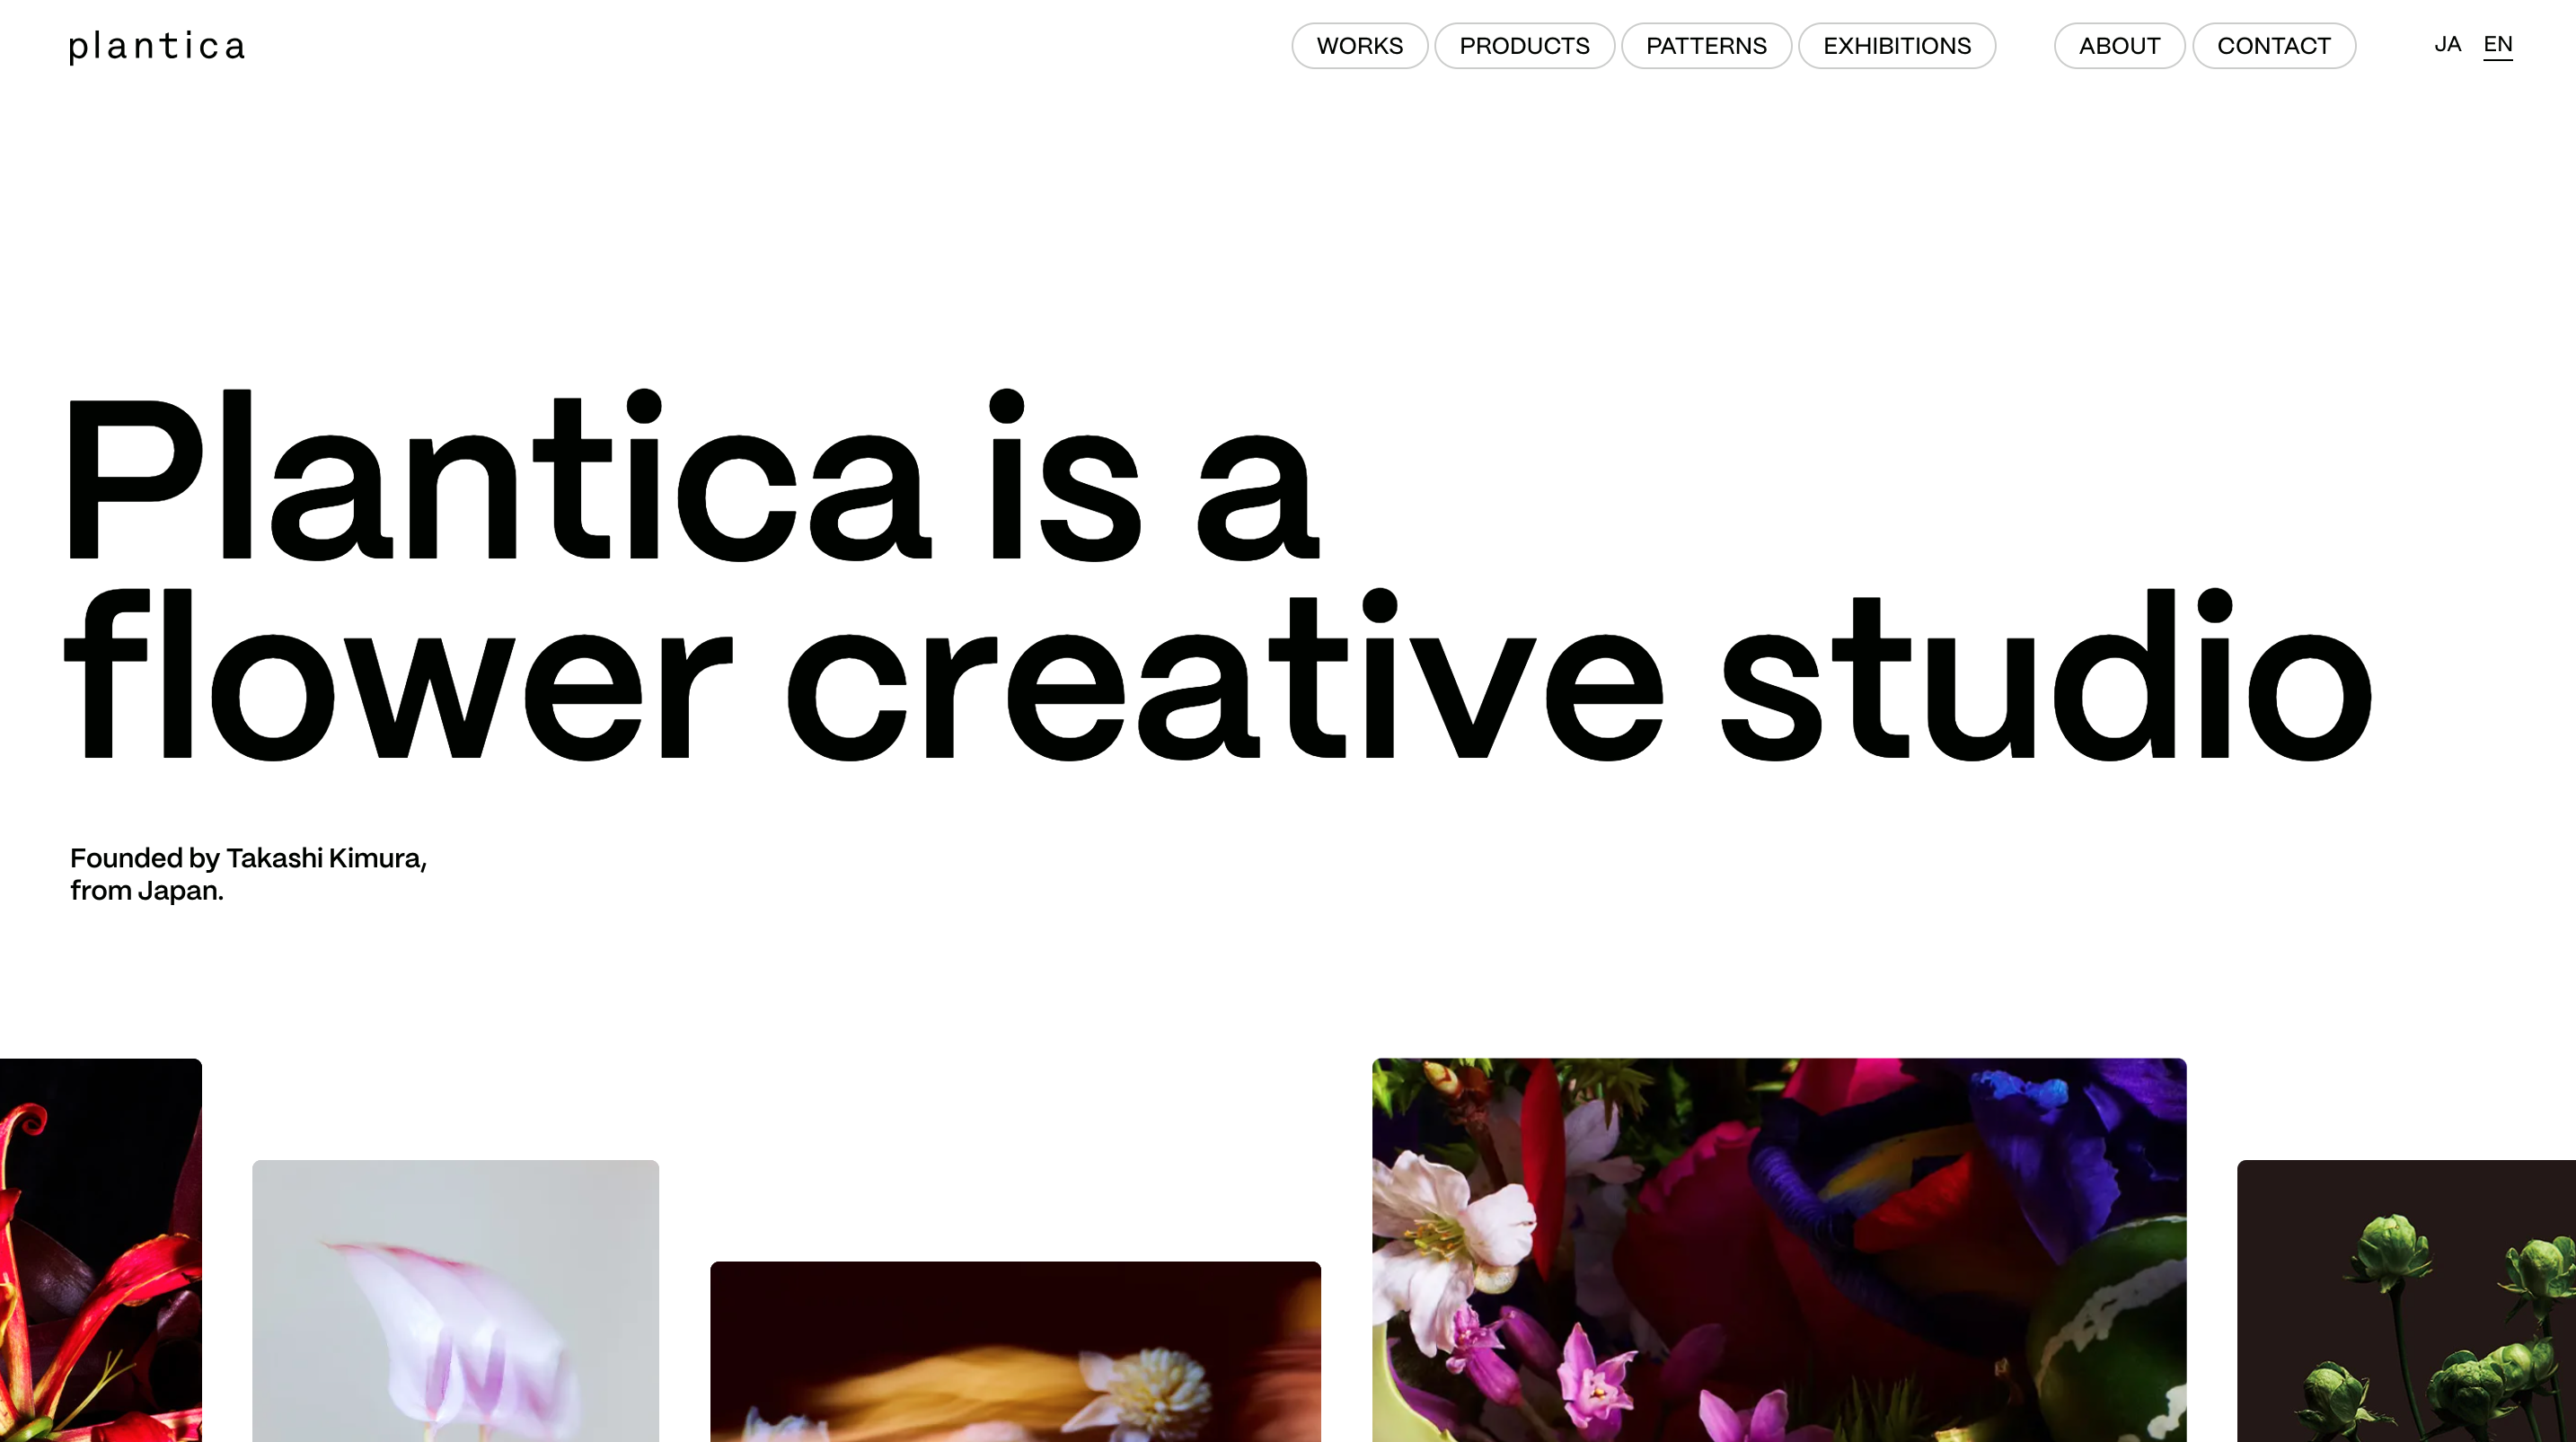 plantica
WORKS PRODUCTS PATTERNS EXHIBITIONS ABOUT CONTACT JA EN
Plantica is a
flower creative studio
Founded by Takashi Kimura,
from Japan.